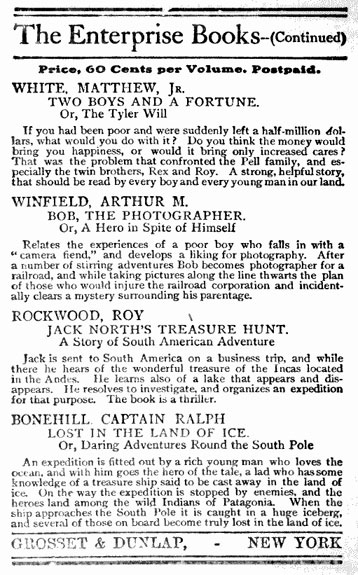 The Enterprise Books--(Continued)
Price, 60 Cents per Volume. Postpaid.
WHITE, MATTHEW, JR.
TWO BOYS AND A FORTUNE.
Or, The Tyler Will
If you had been poor and were suddenly left a half-million dol-
lars, what would you do with it? Do you think the money would
bring you happiness, or would it bring only increased cares?
That was the problem that confronted the Pell family, and es-
pecially the twin brothers, Rex and Roy. A strong, helpful story,
that should be read by every boy and every young man in our land.
WINFIELD, ARTHUR M.
BOB, THE PHOTOGRAPHER.
Or, A Hero in Spite of Himself
Relates the experiences of a poor boy who falls in with a
"camera fiend," and develops a liking for photography. After
a number of stirring adventures Bob becomes photographer for a
railroad, and while taking pictures along the line thwarts the plan
of those who would injure the railroad corporation and incident-
ally clears a mystery surrounding his parentage.
ROCKWOOD, ROY
JACK NORTH'S TREASURE HUNT.
A Story of South American Adventure
Jack is sent to South America on a business trip, and while
there he hears of the wonderful treasure of the Incas located
in the Andes. He learns also of a lake that appears and dis-
appears. He resolves to investigate, and organizes an expedition
for that purpose. The book is a thriller.
BONEHILL, CAPTAIN RALPH
LOST IN THE LAND OF ICE.
Or, Daring Adventures Round the South Pole
An expedition is fitted out by a rich young man who loves the
ocean, and with him goes the hero of the tale, a lad who has some
knowledge of a treasure ship said to be cast away in the land of
ice. On the way the expedition is stopped by enemies, and the
heroes land among the wild Indians of Patagonia. When the
ship approaches the South Pole it is caught in a huge iceberg,
and several of those on board become truly lost in the land of ice.
GROSSET & DUNLAP, - NEW YORK